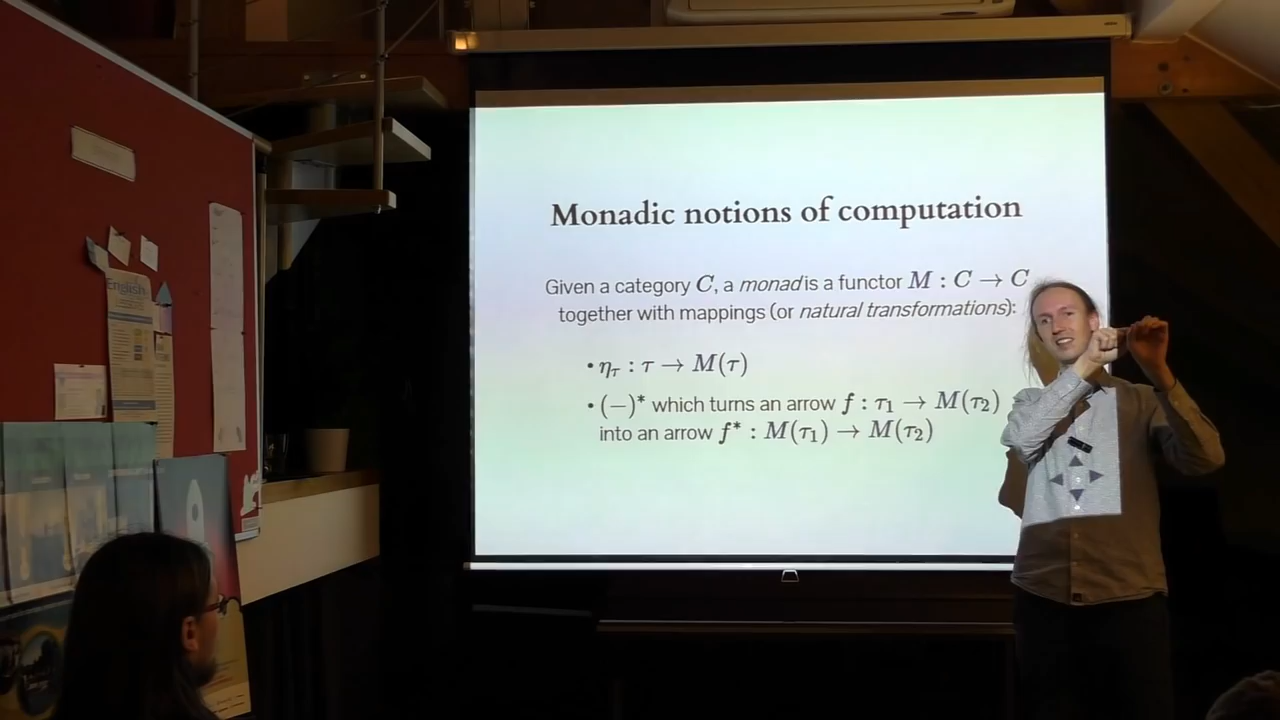 Monadic notions of computation
Given a category C, a monad is a functor M : C → C
together with mappings (or natural transformations):
• η_τ : τ → M(τ)
• (−)* which turns an arrow f : τ₁ → M(τ₂)
into an arrow f* : M(τ₁) → M(τ₂)
English